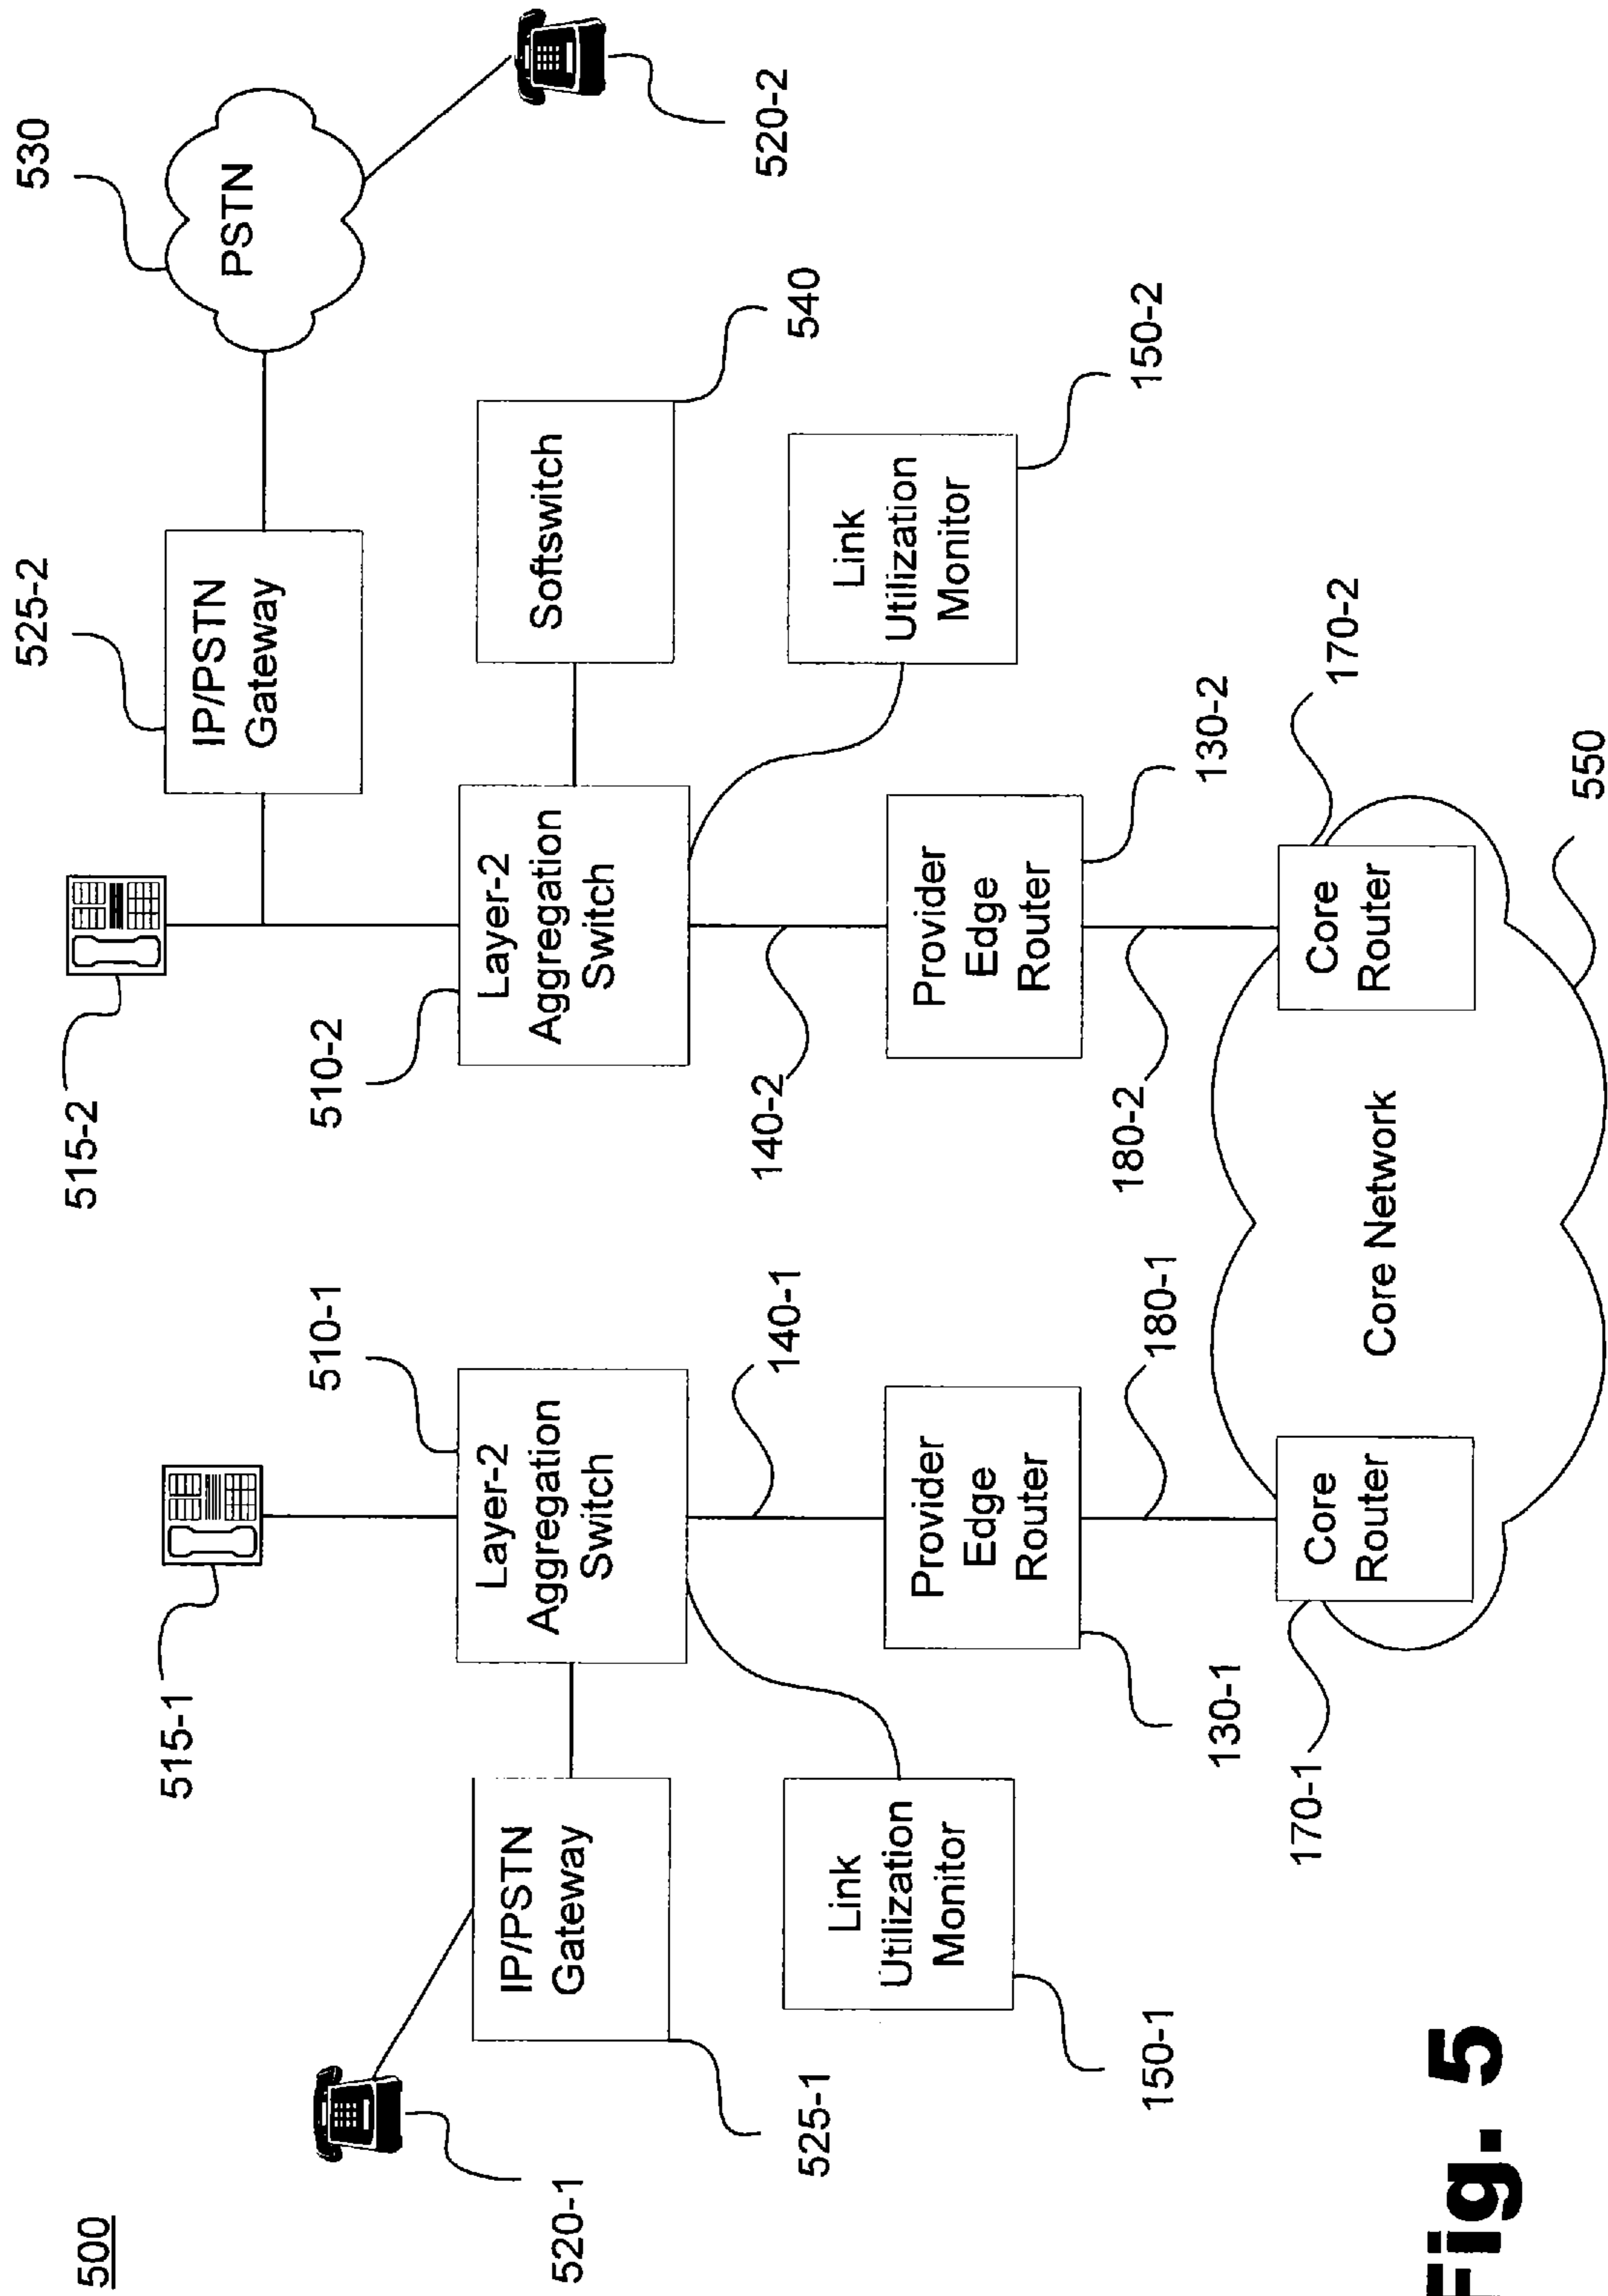 500
515-1
515-2
525-2
530
520-1
525-1
IP/PSTN
Gateway
510-1
Layer-2
Aggregation
Switch
510-2
Layer-2
Aggregation
Switch
IP/PSTN
Gateway
PSTN
Softswitch
540
520-2
150-1
Link
Utilization
Monitor
140-1
140-2
Link
Utilization
Monitor
150-2
130-1
Provider
Edge
Router
Provider
Edge
Router
130-2
170-1
180-1
180-2
170-2
Core
Router
Core Network
Core
Router
550
Fig. 5